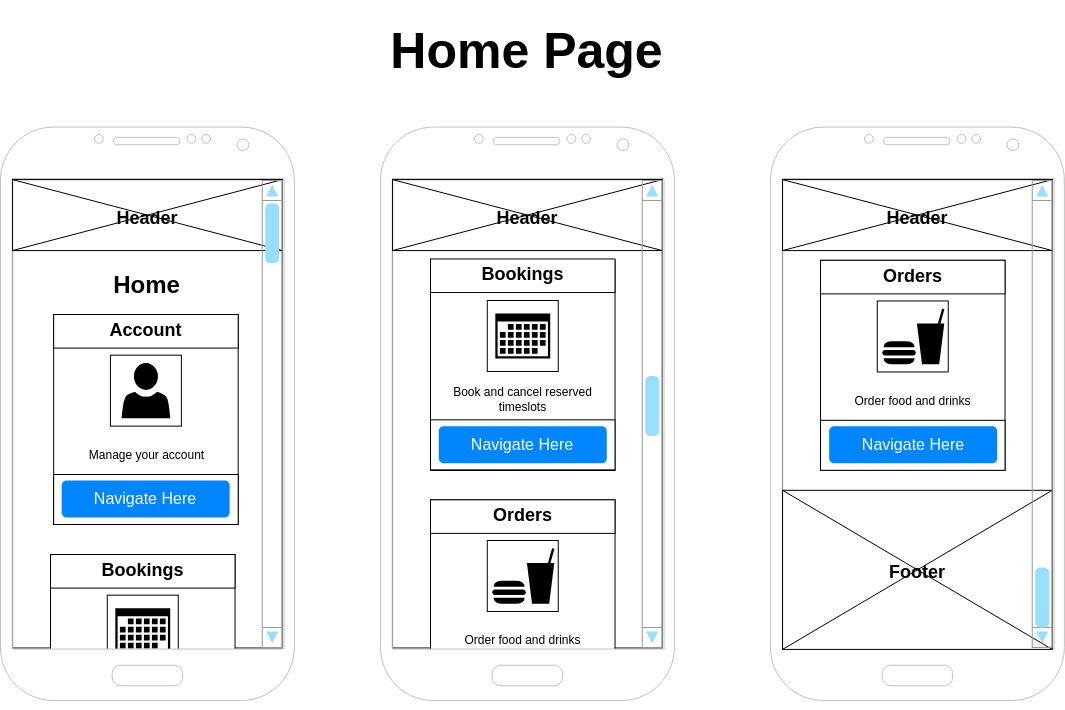 Home Page
Header
Home
Account
Manage your account
Navigate Here
Bookings
Header
Bookings
Book and cancel reserved
timeslots
Navigate Here
Orders
Order food and drinks
Header
Orders
Order food and drinks
Navigate Here
Footer